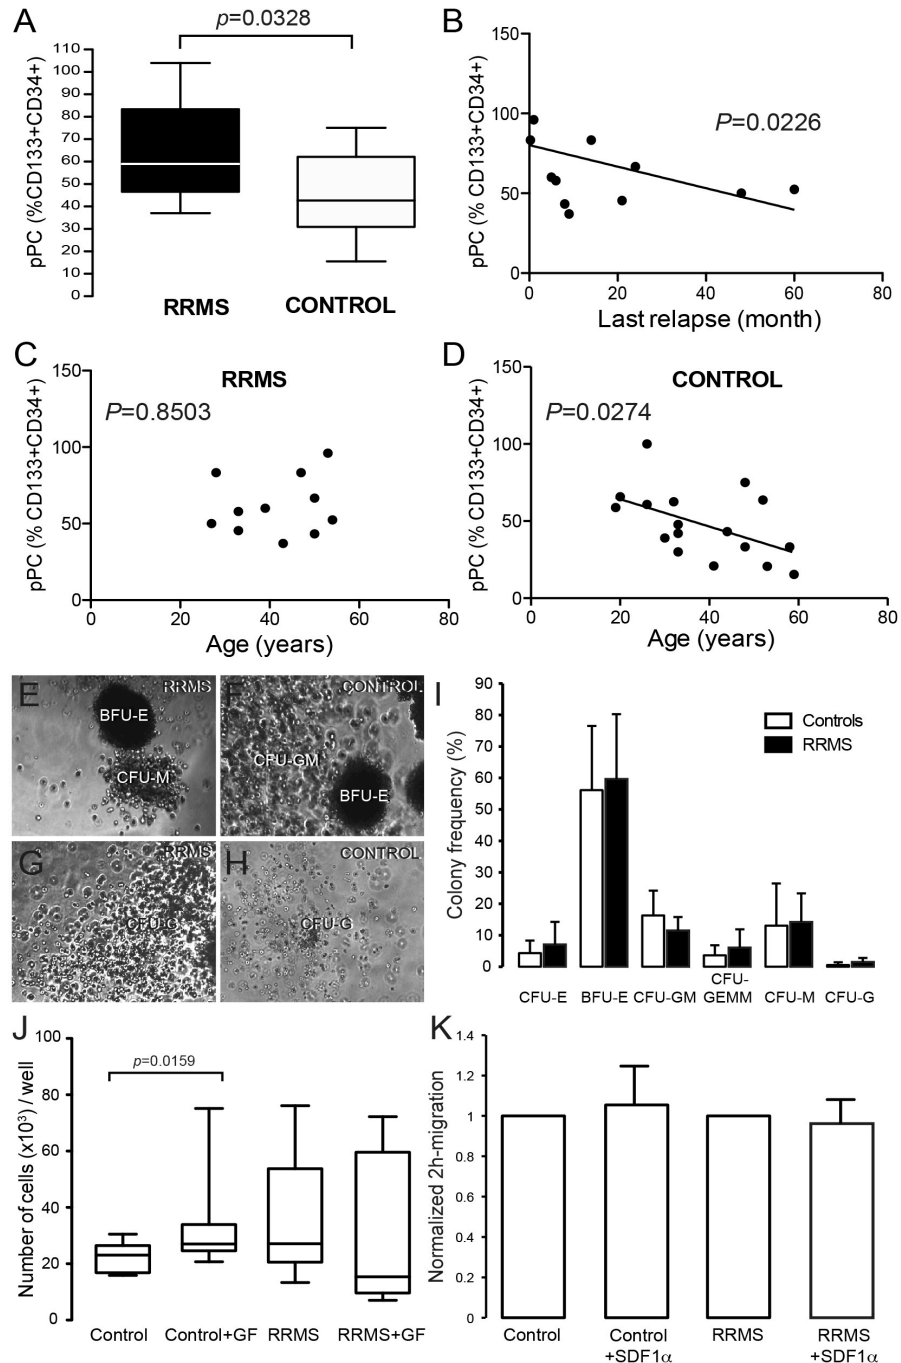 A
p=0.0328
pPC (%CD133+CD34+)
110
100
90
80
70
60
50
40
30
20
10
0
RRMS
CONTROL
B
pPC (% CD133+CD34+)
150
100
50
0
P=0.0226
0
20
40
60
80
Last relapse (month)
C
RRMS
P=0.8503
pPC (% CD133+CD34+)
150
100
50
0
0
20
40
60
80
Age (years)
D
CONTROL
P=0.0274
pPC (% CD133+CD34+)
150
100
50
0
0
20
40
60
80
Age (years)
E
RRMS
BFU-E
CFU-M
F
CONTROL
CFU-GM
BFU-E
G
RRMS
CFU-G
H
CONTROL
CFU-G
I
Colony frequency (%)
90
80
70
60
50
40
30
20
10
0
Controls
RRMS
CFU-E
BFU-E
CFU-GM
CFU-
GEMM
CFU-M
CFU-G
J
Number of cells (x10³) / well
100
80
60
40
20
0
p=0.0159
Control
Control+GF
RRMS
RRMS+GF
K
Normalized 2h-migration
1.4
1.2
1
0.8
0.6
0.4
0.2
0
Control
Control
+SDF1α
RRMS
RRMS
+SDF1α